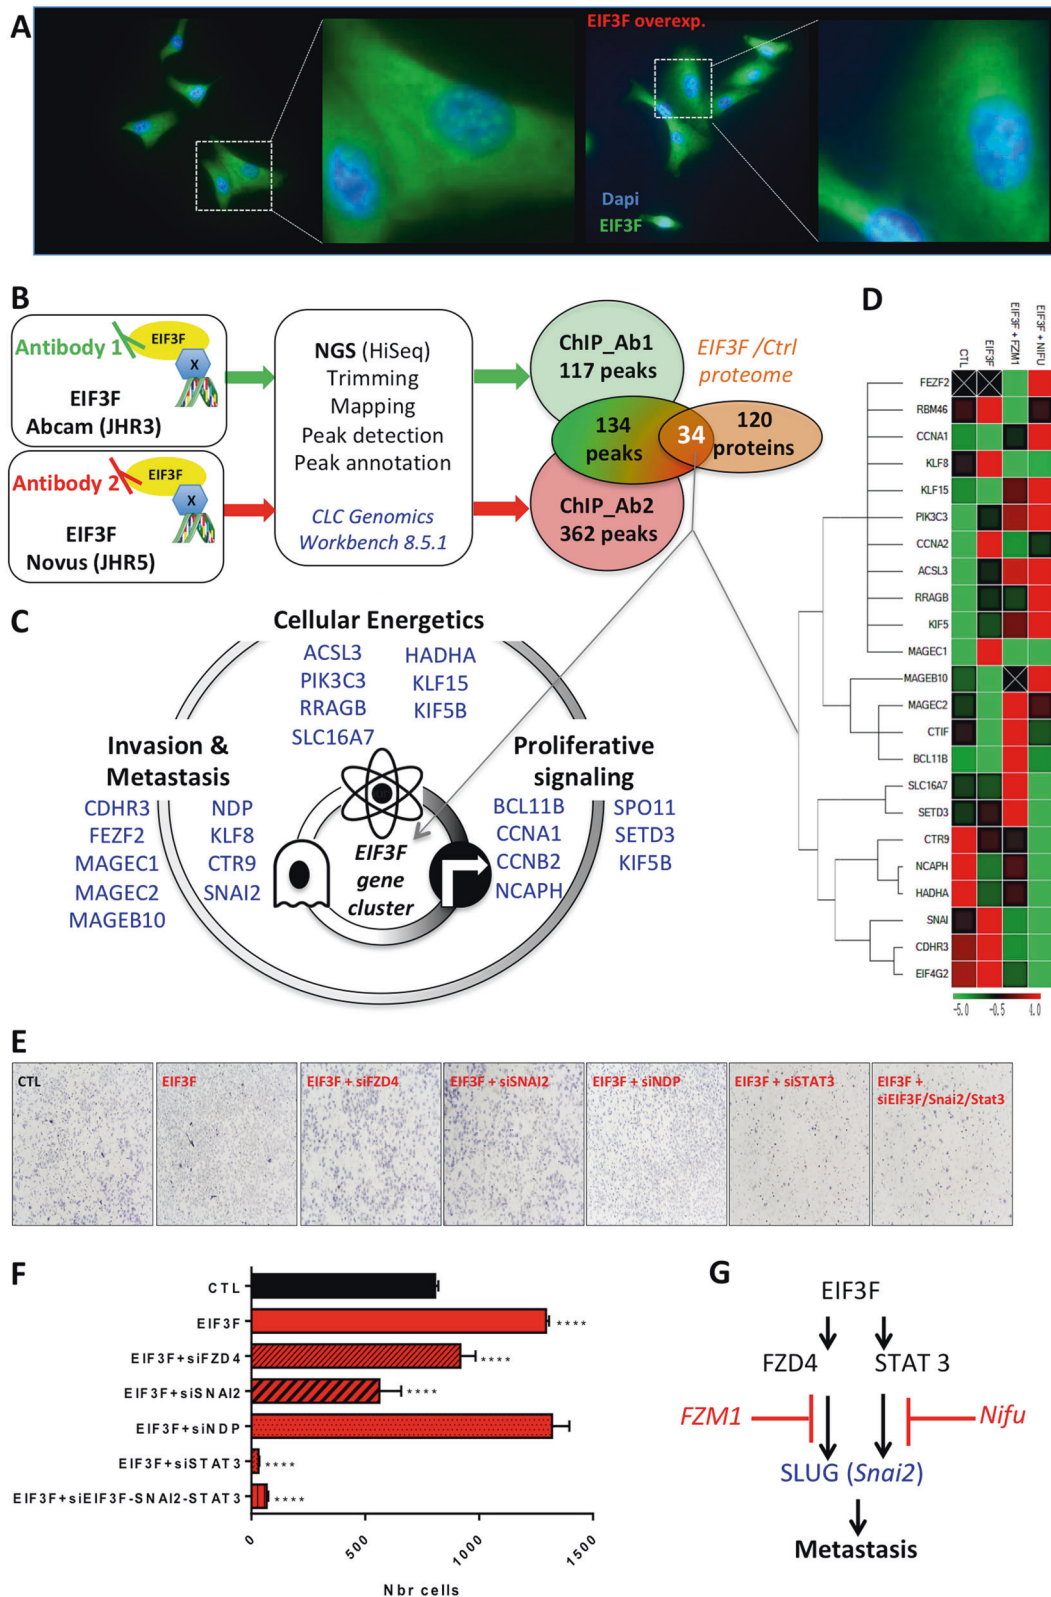 A
EIF3F overexp.
Dapi
EIF3F
B
Antibody 1
EIF3F
X
EIF3F
Abcam (JHR3)
Antibody 2
EIF3F
X
EIF3F
Novus (JHR5)
NGS (HiSeq)
Trimming
Mapping
Peak detection
Peak annotation
CLC Genomics
Workbench 8.5.1
ChIP_Ab1
117 peaks
EIF3F /Ctrl
proteome
134
peaks
34
120
proteins
ChIP_Ab2
362 peaks
C
Cellular Energetics
ACSL3
PIK3C3
RRAGB
SLC16A7
HADHA
KLF15
KIF5B
Invasion &
Metastasis
CDHR3
FEZF2
MAGEC1
MAGEC2
MAGEB10
NDP
KLF8
CTR9
SNAI2
Proliferative
signaling
BCL11B
CCNA1
CCNB2
NCAPH
SPO11
SETD3
KIF5B
EIF3F
gene
cluster
D
CTL
EIF3F
EIF3F + FZM1
EIF3F + NIFU
FEZF2
RBM46
CCNA1
KLF8
KLF15
PIK3C3
CCNA2
ACSL3
RRAGB
KIF5
MAGEC1
MAGEB10
MAGEC2
CTIF
BCL11B
SLC16A7
SETD3
CTR9
NCAPH
HADHA
SNAI
CDHR3
EIF4G2
-5.0 -0.5 4.0
E
CTL
EIF3F
EIF3F + siFZD4
EIF3F + siSNAI2
EIF3F + siNDP
EIF3F + siSTAT3
EIF3F +
siEIF3F/Snai2/Stat3
F
CTL
EIF3F
****
EIF3F+siFZD4
****
EIF3F+siSNAI2
****
EIF3F+siNDP
EIF3F+siSTAT3
****
EIF3F+siEIF3F-SNAI2-STAT3
****
0 500 1000 1500
Nbr cells
G
EIF3F
FZD4 STAT 3
FZM1 Nifu
SLUG (Snai2)
Metastasis